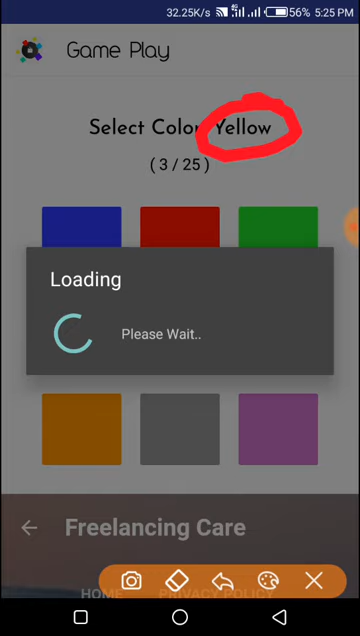 32.25K/s 4G 56% 5:25 PM
Game Play
Select Color Yellow
( 3 / 25 )
Loading
Please Wait..
Freelancing Care
HOME PRIVACY POLICY